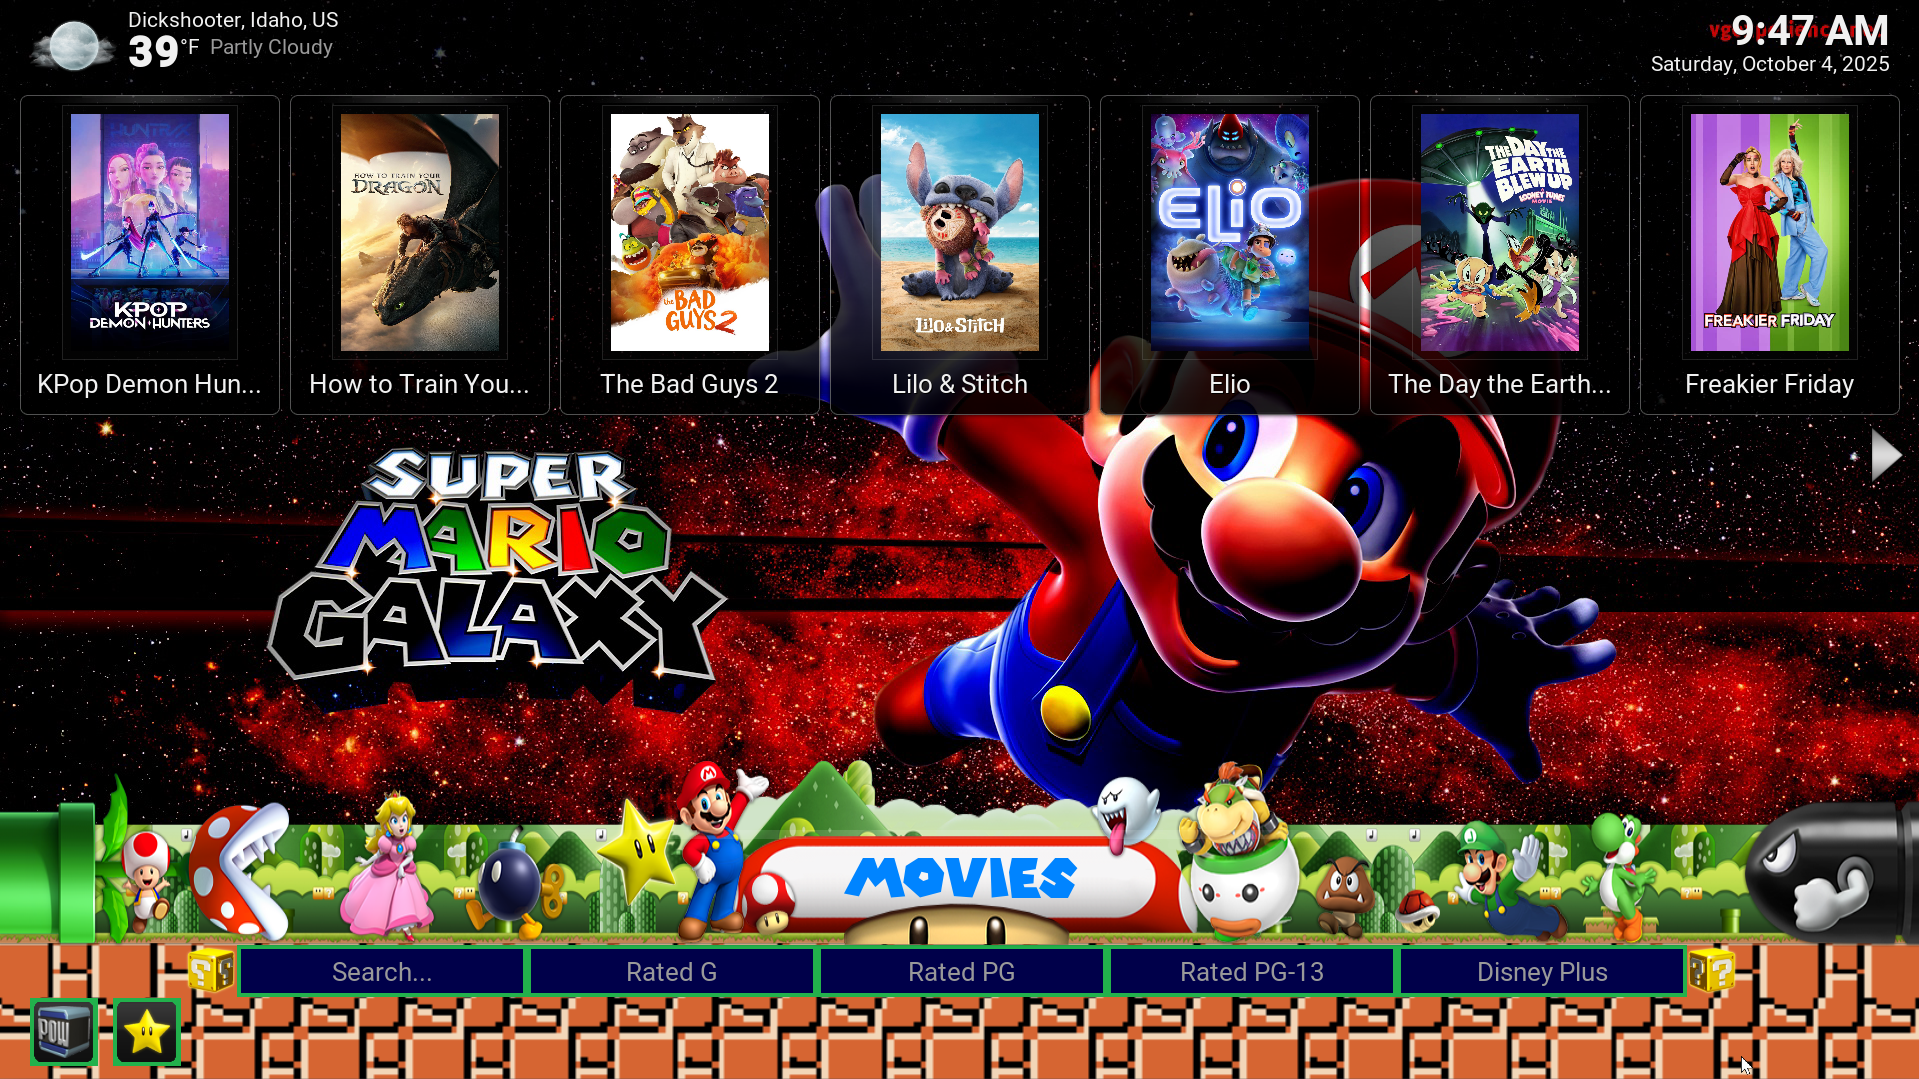 Dickshooter, Idaho, US
39°F Partly Cloudy
9:47 AM
Saturday, October 4, 2025
K-POP
DEMON HUNTERS
KPop Demon Hun...
HOW TO TRAIN YOUR
DRAGON
How to Train You...
THE BAD
GUYS 2
The Bad Guys 2
Lilo & Stitch
Lilo & Stitch
ELIO
Elio
THE DAY THE
EARTH
BLEW UP
A LOONEY TUNES
MOVIE
The Day the Earth...
FREAKIER FRIDAY
Freakier Friday
SUPER
MARIO
GALAXY
MOVIES
Search...
Rated G
Rated PG
Rated PG-13
Disney Plus
POW